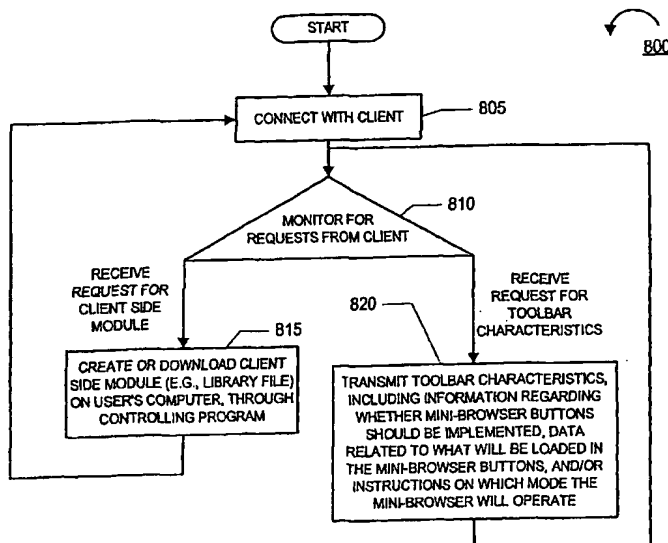 START
800
CONNECT WITH CLIENT
805
MONITOR FOR
REQUESTS FROM CLIENT
810
RECEIVE
REQUEST FOR
CLIENT SIDE
MODULE
RECEIVE
REQUEST FOR
TOOLBAR
CHARACTERISTICS
815
CREATE OR DOWNLOAD CLIENT
SIDE MODULE (E.G., LIBRARY FILE)
ON USER'S COMPUTER, THROUGH
CONTROLLING PROGRAM
820
TRANSMIT TOOLBAR CHARACTERISTICS,
INCLUDING INFORMATION REGARDING
WHETHER MINI-BROWSER BUTTONS
SHOULD BE IMPLEMENTED, DATA
RELATED TO WHAT WILL BE LOADED IN
THE MINI-BROWSER BUTTONS, AND/OR
INSTRUCTIONS ON WHICH MODE THE
MINI-BROWSER WILL OPERATE